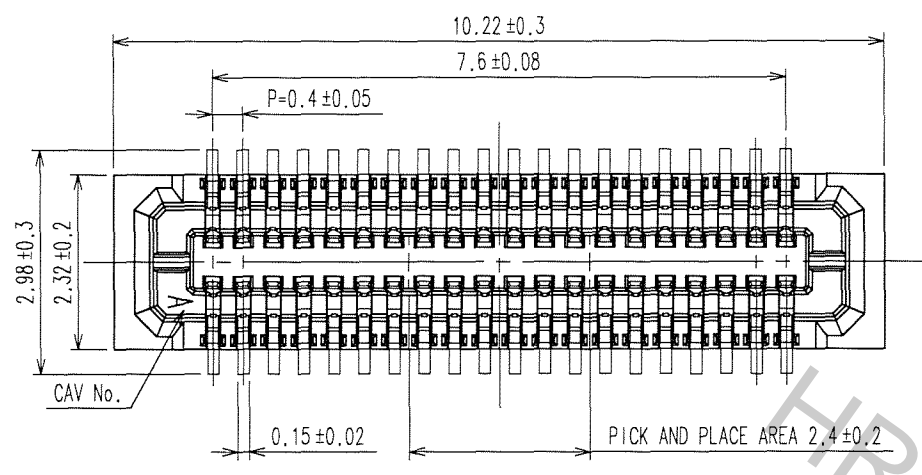 10.22±0.3
7.6±0.08
P=0.4±0.05
2.98±0.3
2.32±0.2
A
CAV No.
0.15±0.02
PICK AND PLACE AREA 2.4±0.2
HR